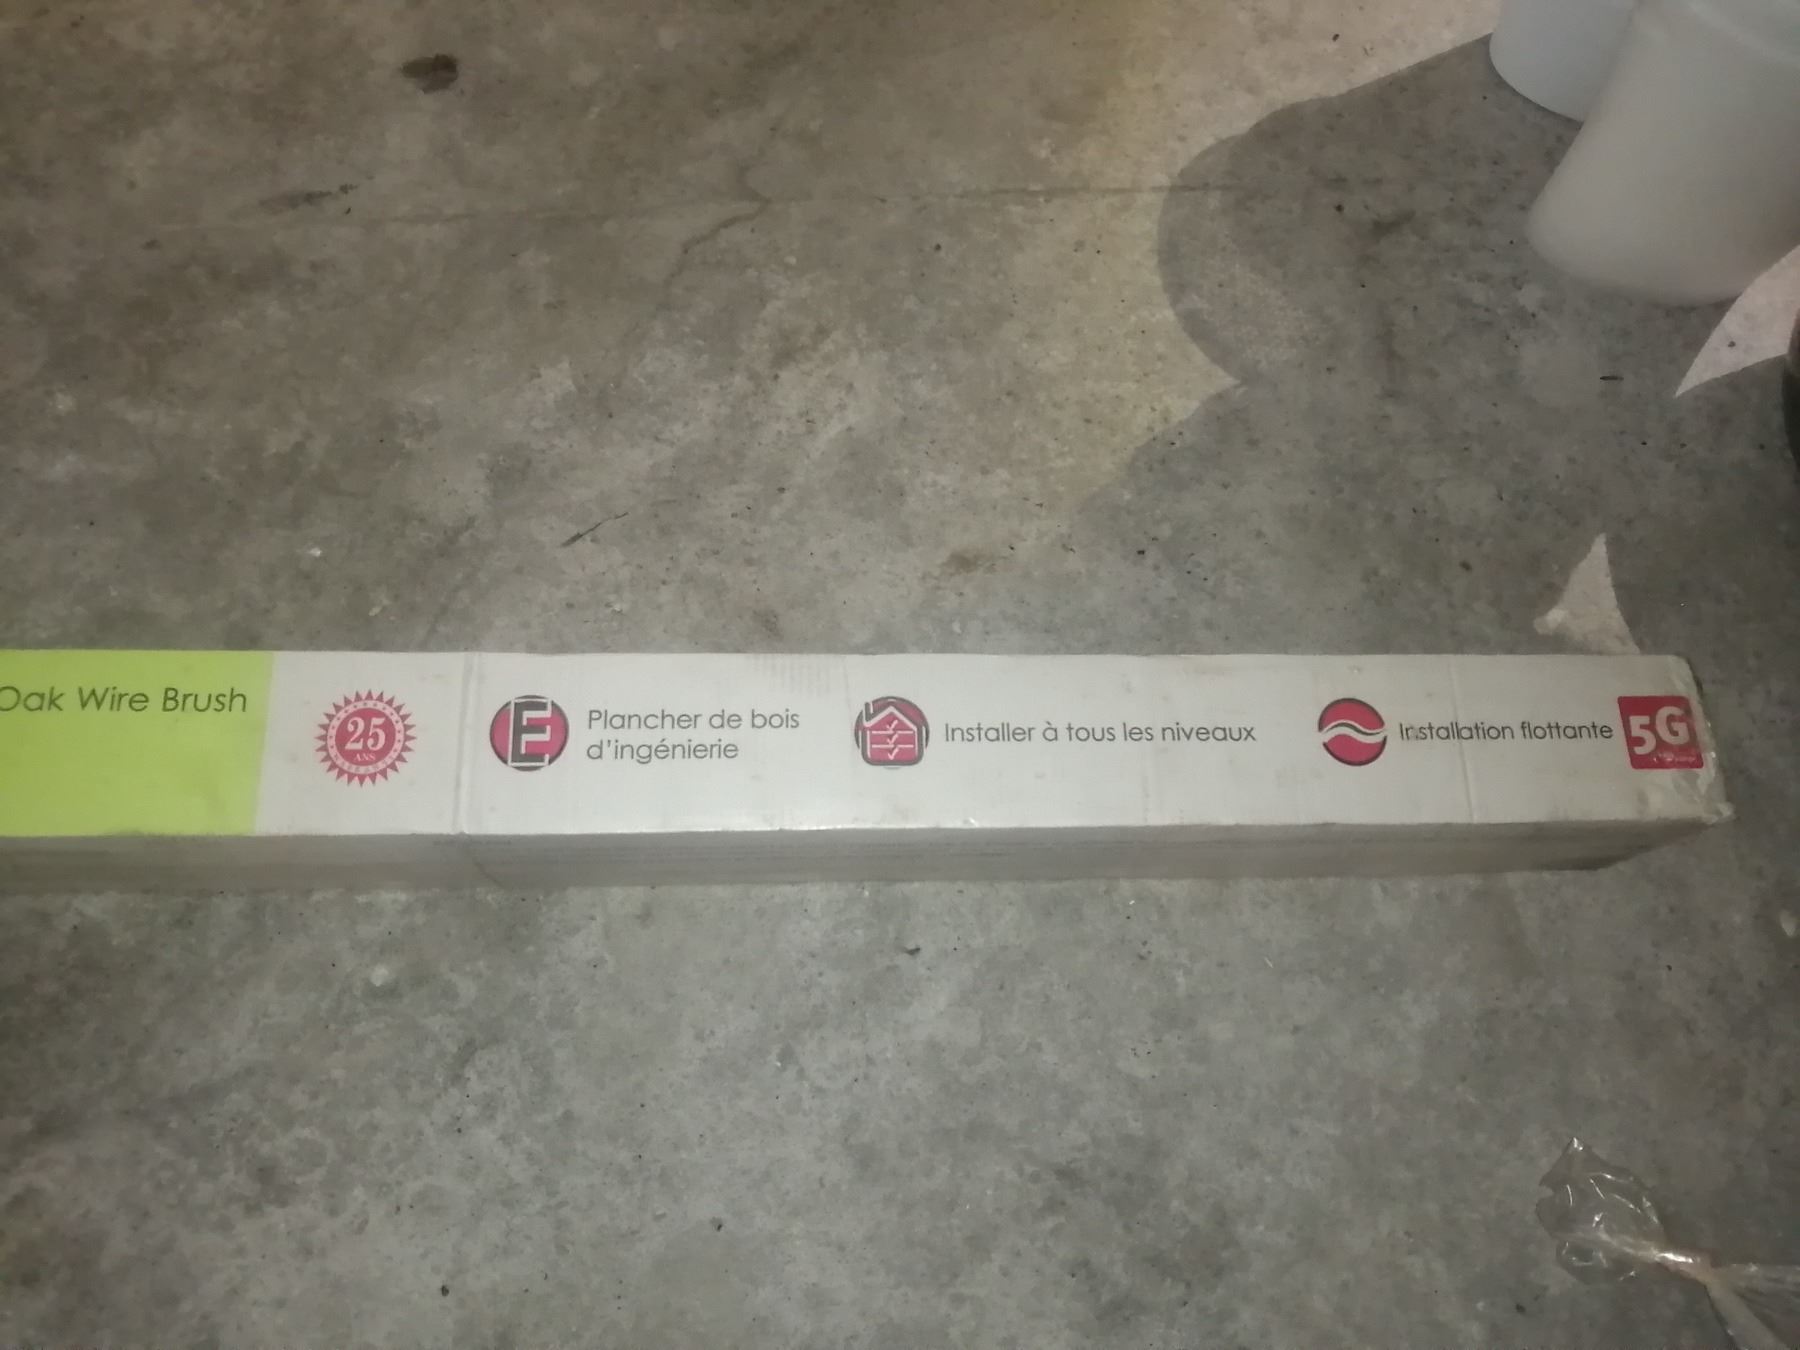 Oak Wire Brush
25
ANS
E
Plancher de bois
d'ingénierie
Installer à tous les niveaux
Installation flottante
5G